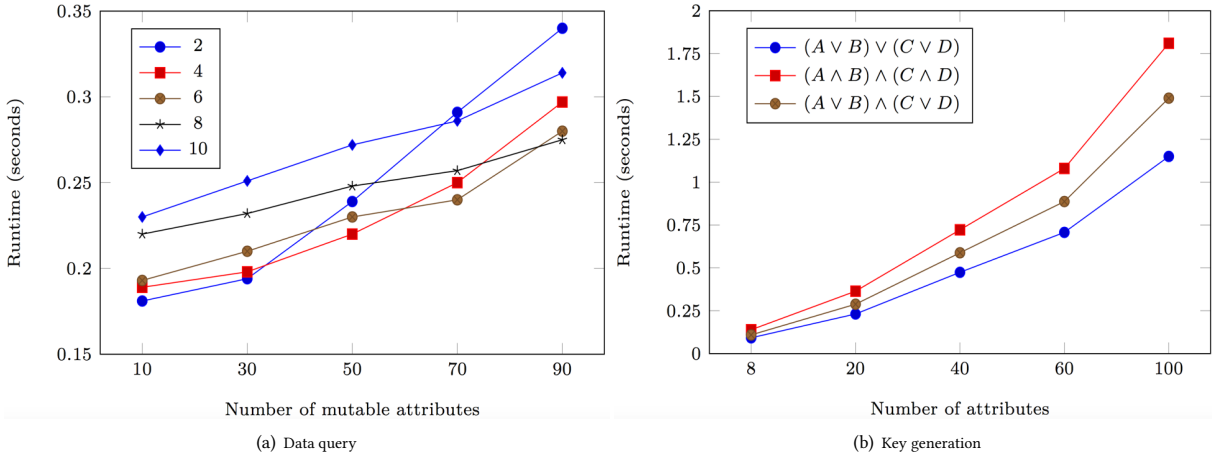 0.35
0.3
0.25
0.2
0.15
Runtime (seconds)
2
4
6
8
10
10 30 50 70 90
Number of mutable attributes
(a) Data query
2
1.75
1.5
1.25
1
0.75
0.5
0.25
0
Runtime (seconds)
(A ∨ B) ∨ (C ∨ D)
(A ∧ B) ∧ (C ∧ D)
(A ∨ B) ∧ (C ∨ D)
8 20 40 60 100
Number of attributes
(b) Key generation